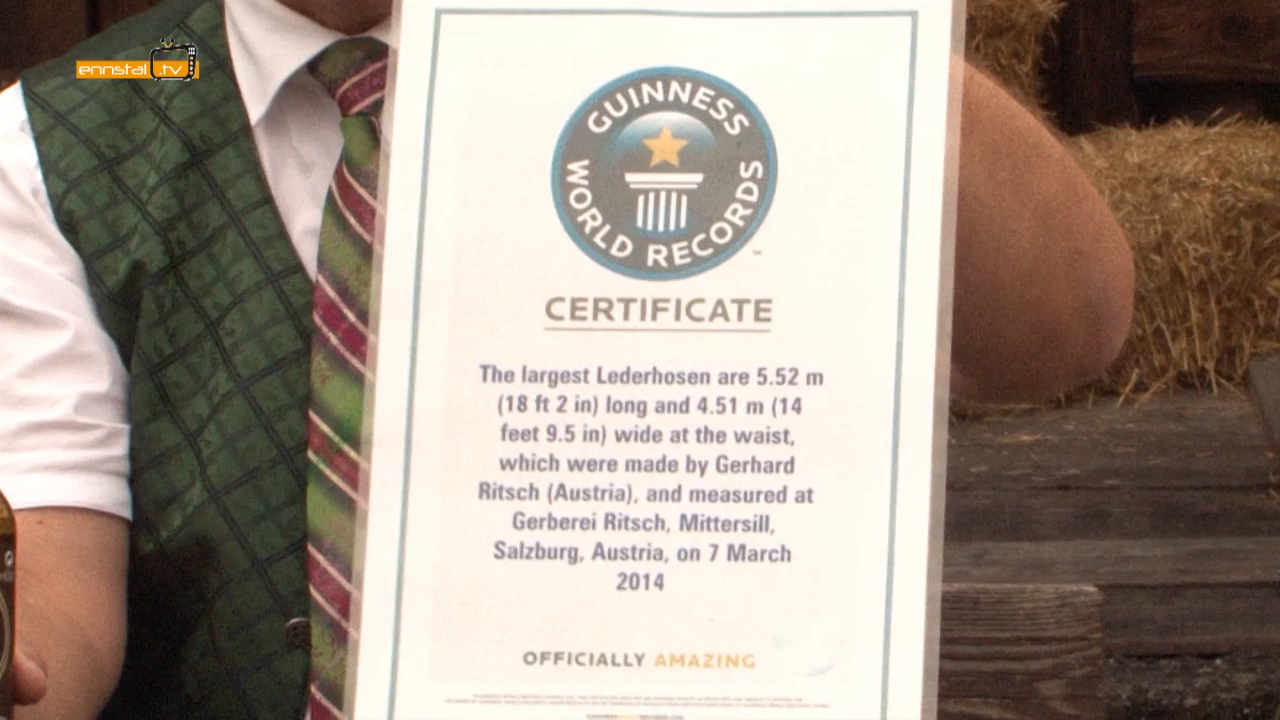 ennstal .tv
GUINNESS
WORLD RECORDS
™
CERTIFICATE
The largest Lederhosen are 5.52 m
(18 ft 2 in) long and 4.51 m (14
feet 9.5 in) wide at the waist,
which were made by Gerhard
Ritsch (Austria), and measured at
Gerberei Ritsch, Mittersill,
Salzburg, Austria, on 7 March
2014
OFFICIALLY AMAZING